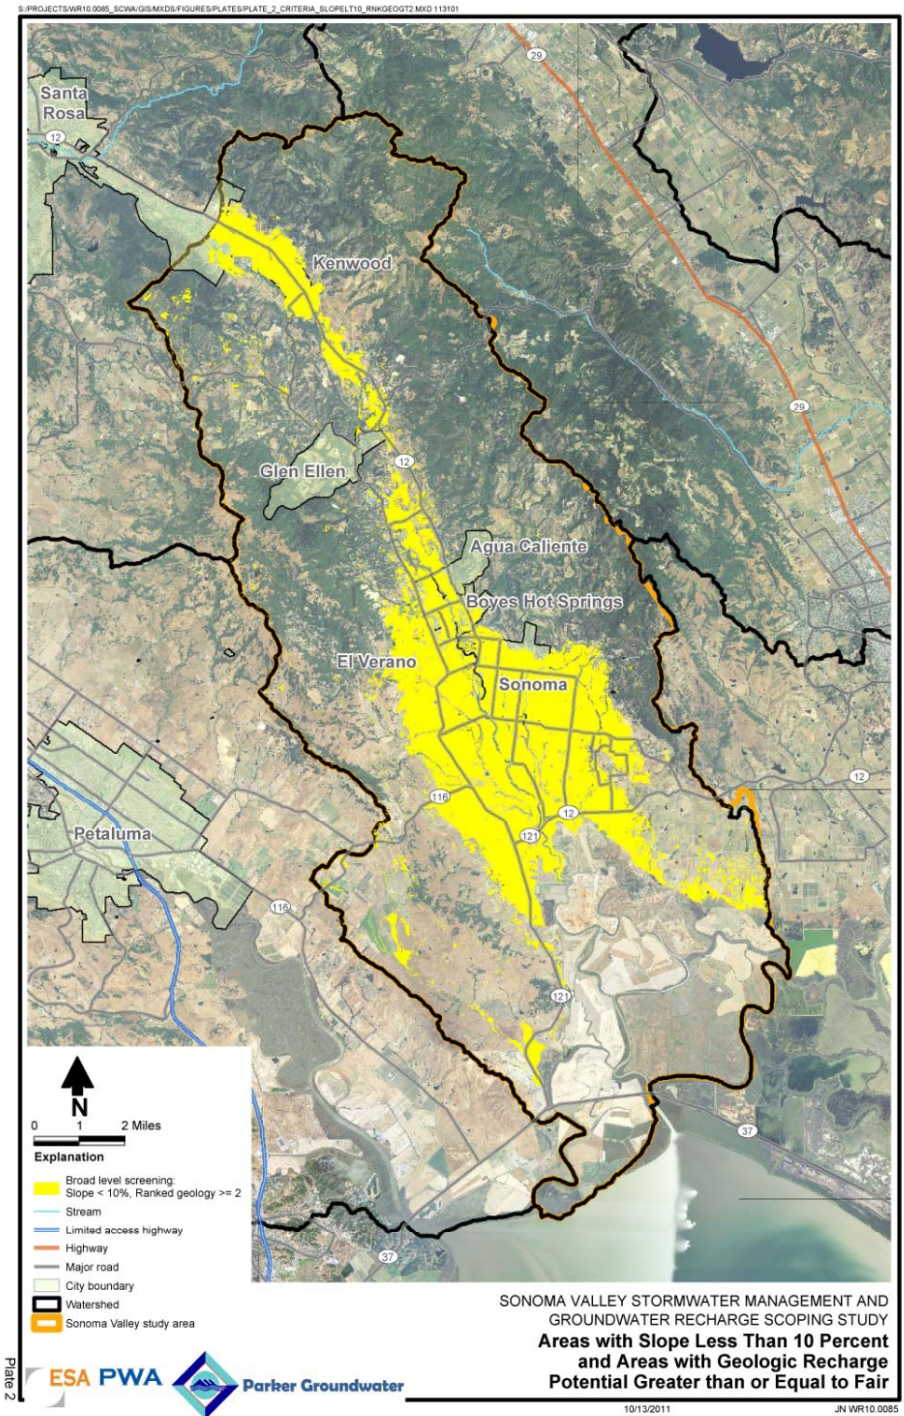 S:/PROJECTS/WR10.0085_SCWA/GIS/MXDS/FIGURES/PLATES/PLATE_2_CRITERIA_SLOPELT10_RNKGEOGT2.MXD 113101
29
Santa
Rosa
12
Kenwood
29
Glen Ellen
12
Agua Caliente
Boyes Hot Springs
El Verano
Sonoma
12
116
12
121
Petaluma
116
121
N
0 1 2 Miles
37
Explanation
Broad level screening:
Slope < 10%, Ranked geology >= 2
Stream
Limited access highway
Highway
37
Major road
City boundary
Watershed
Sonoma Valley study area
SONOMA VALLEY STORMWATER MANAGEMENT AND
GROUNDWATER RECHARGE SCOPING STUDY
Areas with Slope Less Than 10 Percent
and Areas with Geologic Recharge
Potential Greater than or Equal to Fair
Plate 2
ESA PWA
Parker Groundwater
10/13/2011
JN WR10.0085